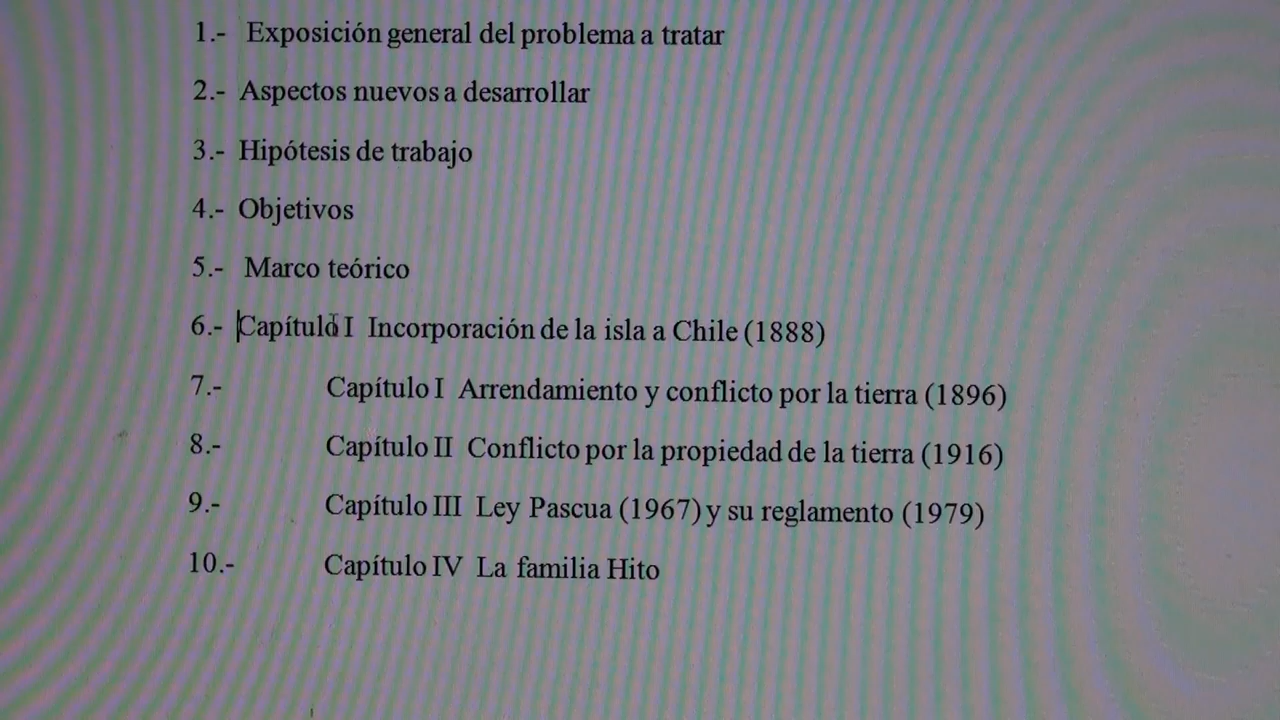 1.- Exposición general del problema a tratar
2.- Aspectos nuevos a desarrollar
3.- Hipótesis de trabajo
4.- Objetivos
5.- Marco teórico
6.- Capítulo I Incorporación de la isla a Chile (1888)
7.- Capítulo I Arrendamiento y conflicto por la tierra (1896)
8.- Capítulo II Conflicto por la propiedad de la tierra (1916)
9.- Capítulo III Ley Pascua (1967) y su reglamento (1979)
10.- Capítulo IV La familia Hito